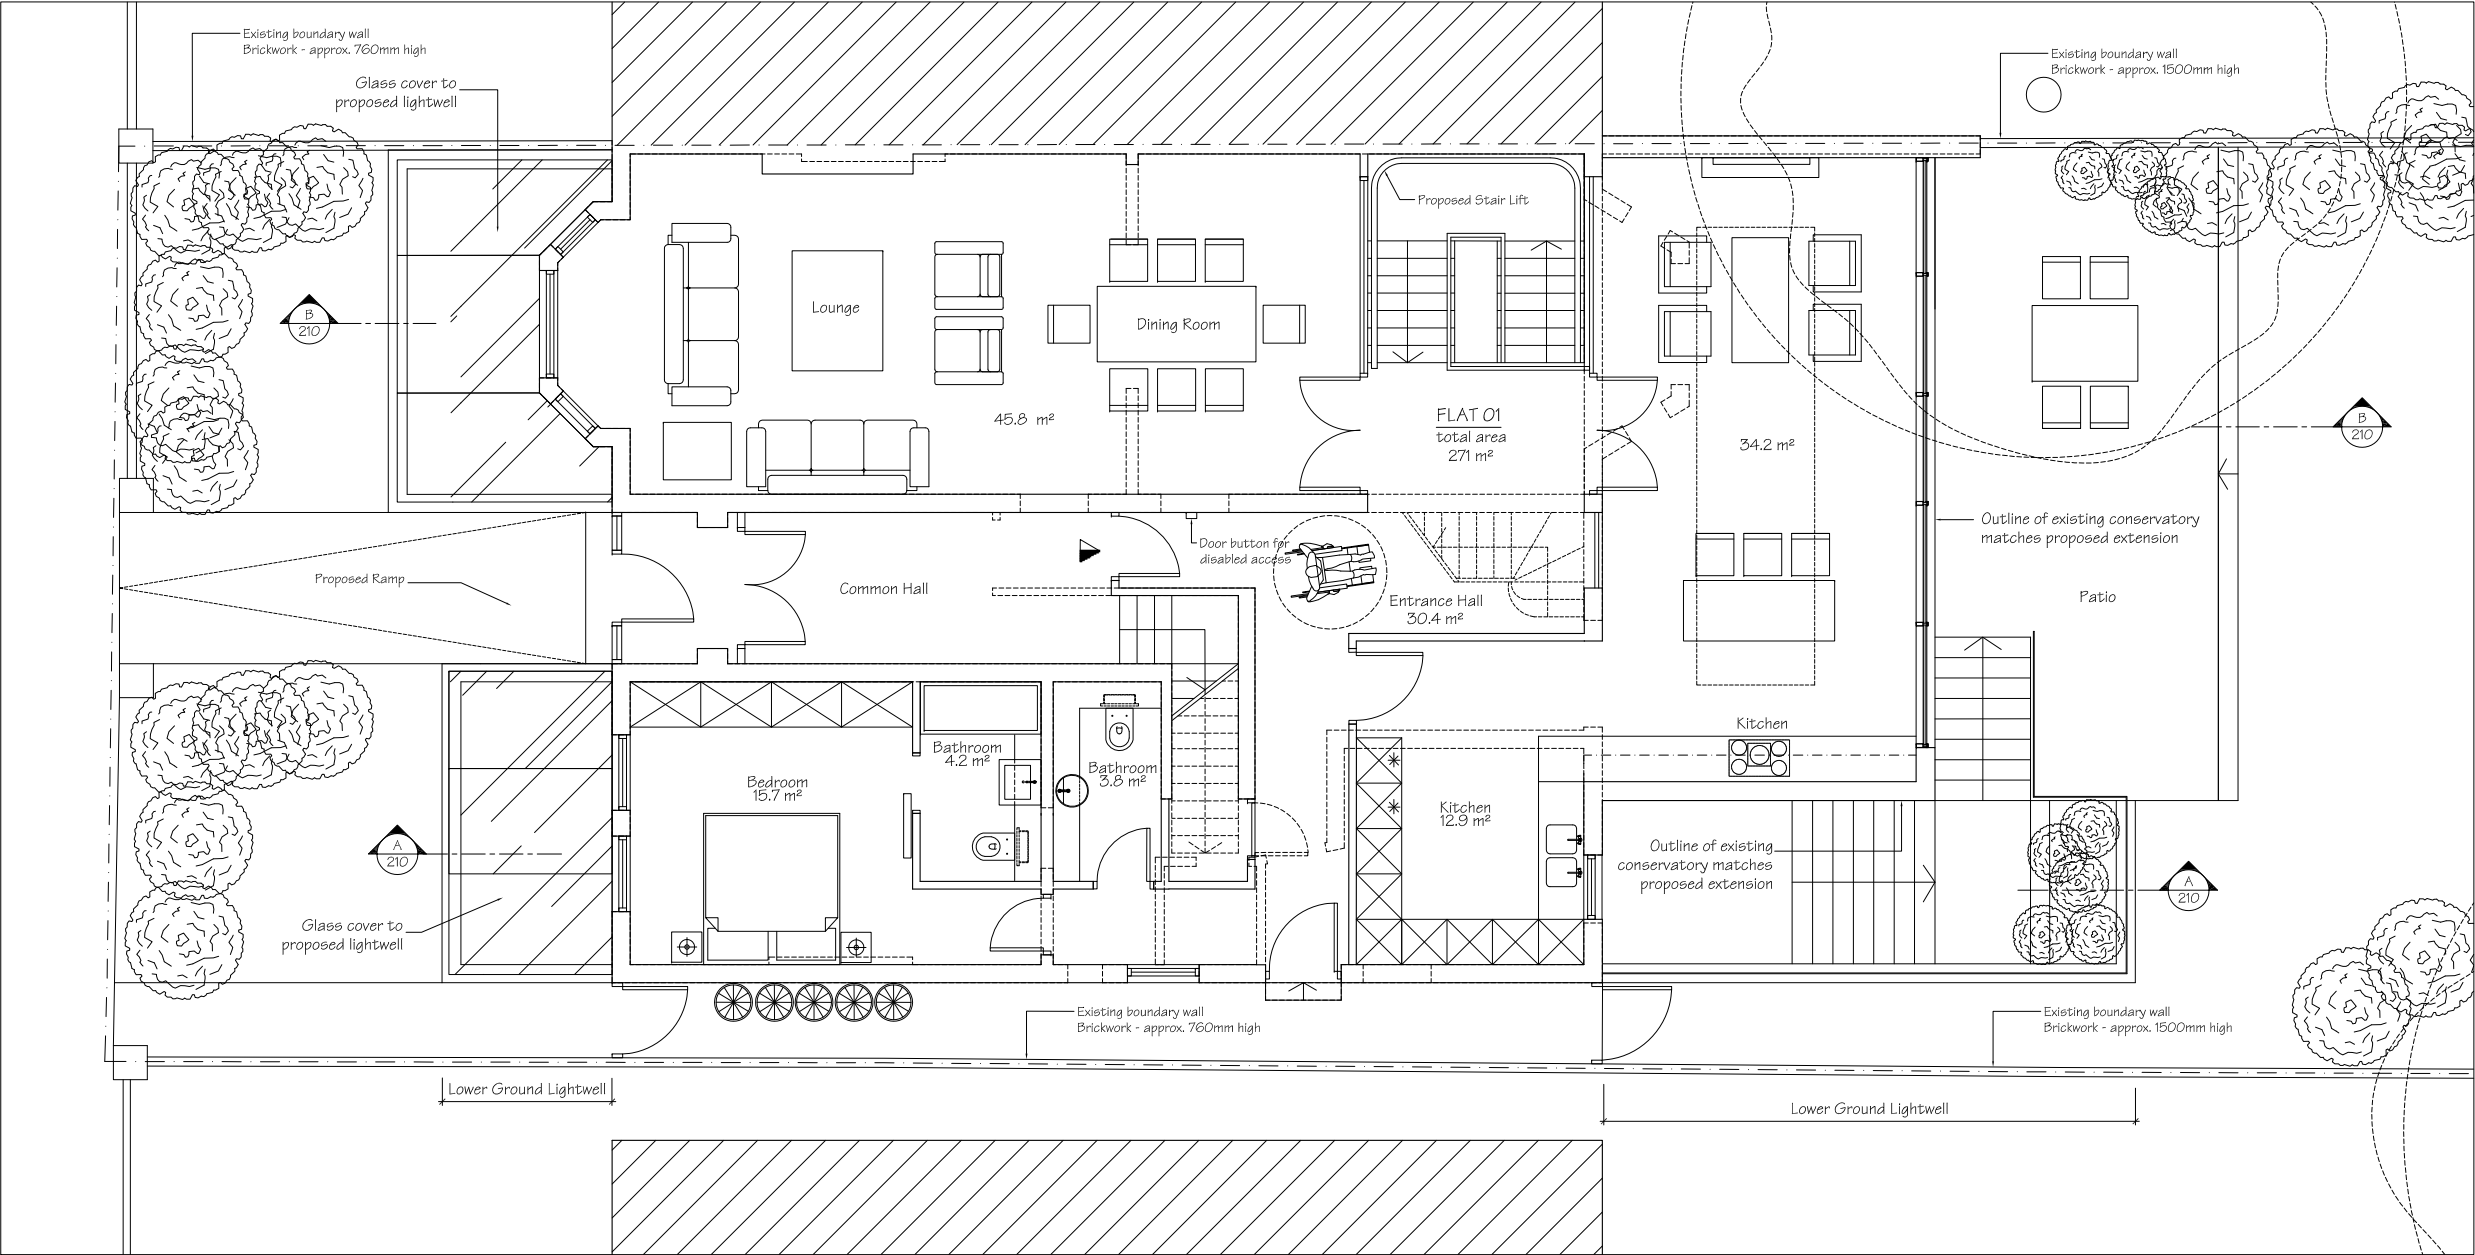 Existing boundary wall
Brickwork - approx. 760mm high
Glass cover to
proposed lightwell
Existing boundary wall
Brickwork - approx. 1500mm high
Proposed Stair Lift
B
210
Lounge
Dining Room
45.8 m²
FLAT 01
total area
271 m²
34.2 m²
B
210
Outline of existing conservatory
matches proposed extension
Door button for
disabled access
Proposed Ramp
Common Hall
Entrance Hall
30.4 m²
Patio
Kitchen
Bathroom
4.2 m²
Bathroom
3.8 m²
Bedroom
15.7 m²
Kitchen
12.9 m²
A
210
Outline of existing
conservatory matches
proposed extension
A
210
Glass cover to
proposed lightwell
Existing boundary wall
Brickwork - approx. 760mm high
Existing boundary wall
Brickwork - approx. 1500mm high
Lower Ground Lightwell
Lower Ground Lightwell